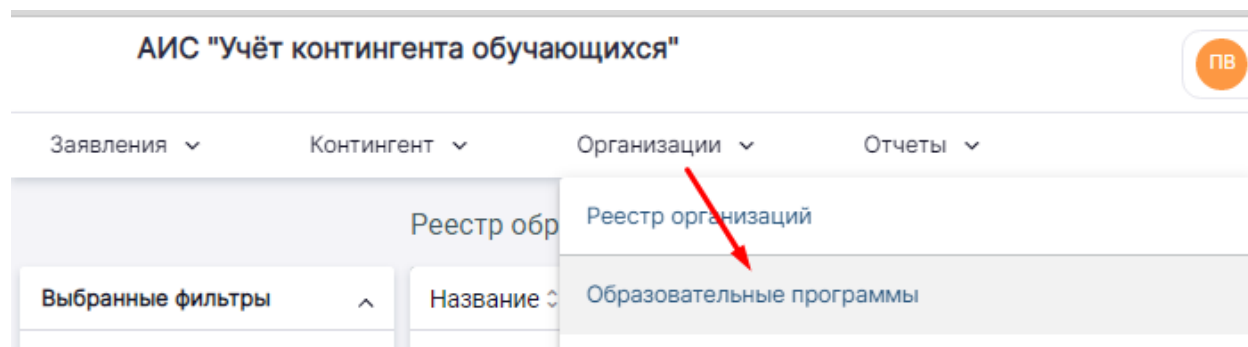 АИС "Учёт контингента обучающихся"
ПВ
Заявления Контингент Организации Отчеты
Реестр обр
Реестр организаций
Выбранные фильтры
Название
Образовательные программы